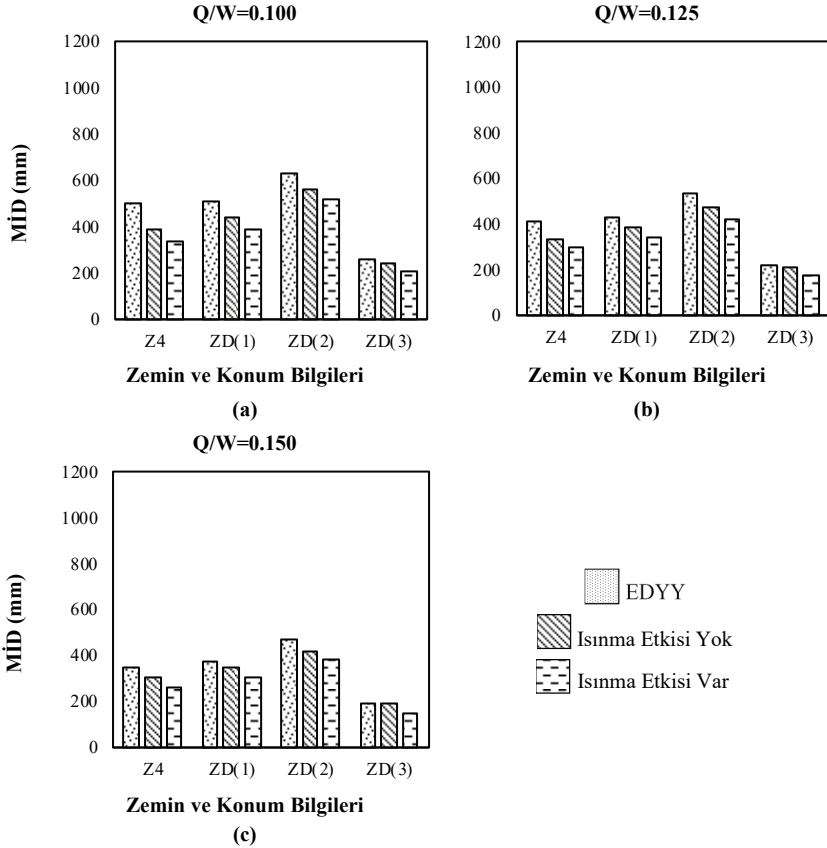 Q/W=0.100
1200
1000
800
600
400
200
0
MİD (mm)
Z4 ZD(1) ZD(2) ZD(3)
Zemin ve Konum Bilgileri
(a)
Q/W=0.125
1200
1000
800
600
400
200
0
Z4 ZD(1) ZD(2) ZD(3)
Zemin ve Konum Bilgileri
(b)
Q/W=0.150
1200
1000
800
600
400
200
0
MİD (mm)
Z4 ZD(1) ZD(2) ZD(3)
Zemin ve Konum Bilgileri
(c)
EDYY
Isınma Etkisi Yok
Isınma Etkisi Var